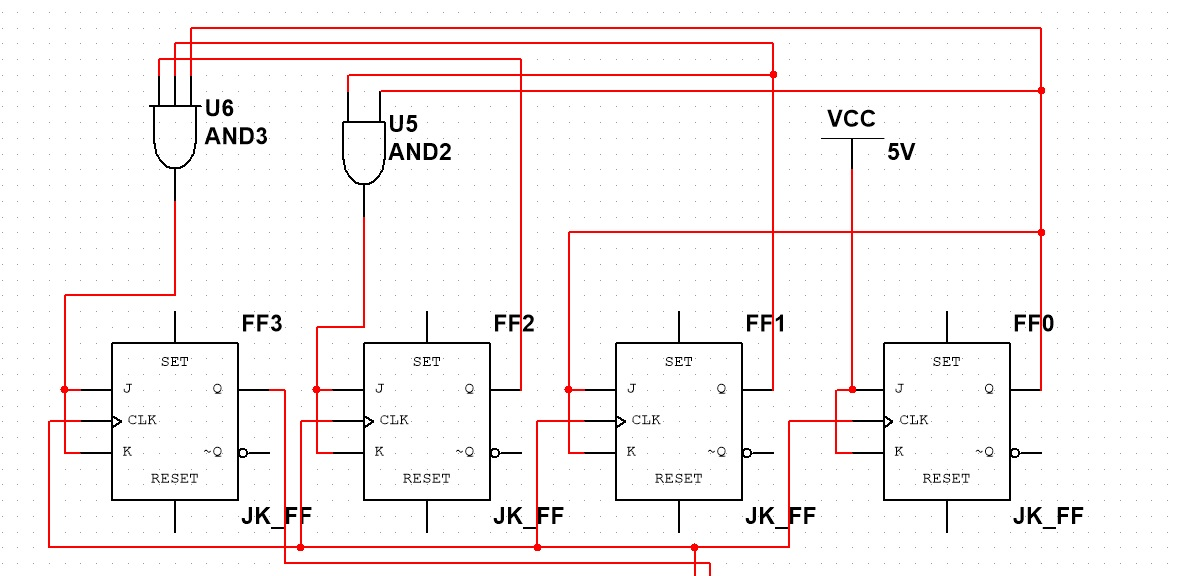 U6
AND3
U5
AND2
VCC
5V
FF3
FF2
FF1
FF0
SET
SET
SET
SET
J Q
J Q
J Q
J Q
CLK
CLK
CLK
CLK
K ~Q
K ~Q
K ~Q
K ~Q
RESET
RESET
RESET
RESET
JK_FF
JK_FF
JK_FF
JK_FF